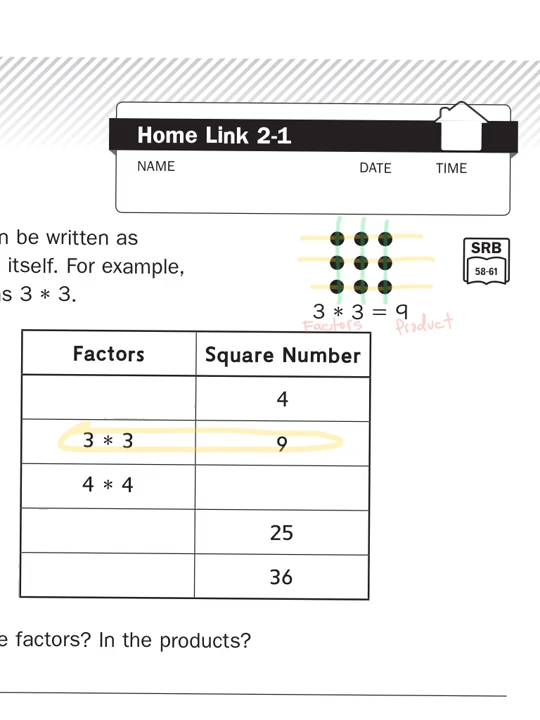 Home Link 2-1
NAME DATE TIME
n be written as
itself. For example,
s 3 * 3.
SRB
58-61
3 * 3 = 9
Factors Product
Factors Square Number
4
3 * 3 9
4 * 4
25
36
e factors? In the products?